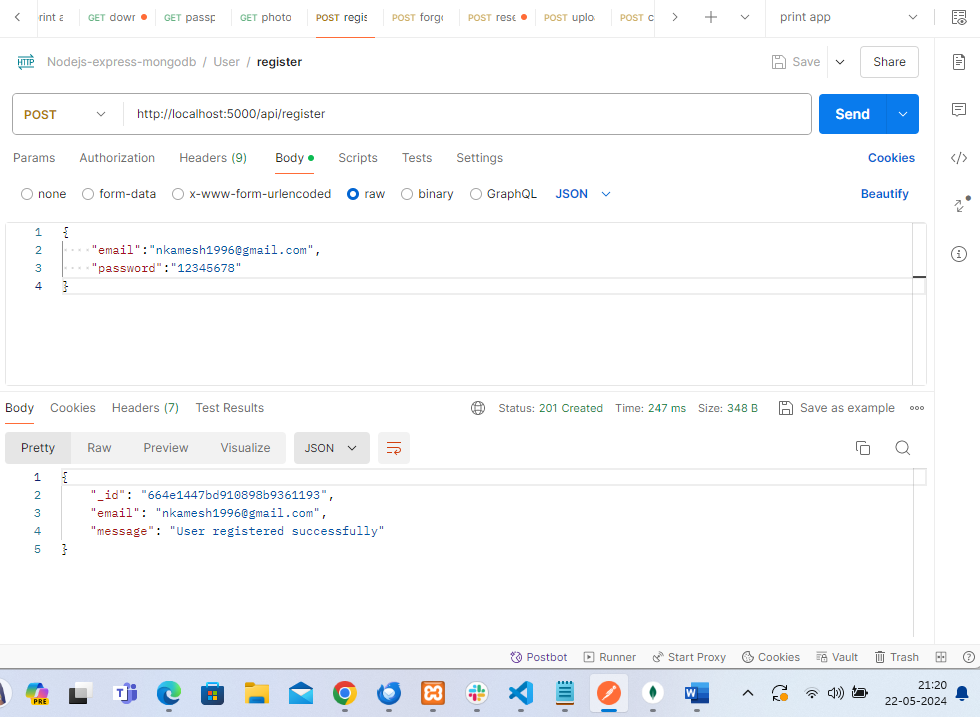 rint a GET down GET passp GET photo POST regis POST forg POST rese POST uplo POST c print app
HTTP Nodejs-express-mongodb / User / register Save Share
POST http://localhost:5000/api/register Send
Params Authorization Headers (9) Body Scripts Tests Settings Cookies
none form-data x-www-form-urlencoded raw binary GraphQL JSON Beautify
1 {
2 "email":"nkamesh1996@gmail.com",
3 "password":"12345678"
4 }
Body Cookies Headers (7) Test Results Status: 201 Created Time: 247 ms Size: 348 B Save as example
Pretty Raw Preview Visualize JSON
1 {
2 "_id": "664e1447bd910898b9361193",
3 "email": "nkamesh1996@gmail.com",
4 "message": "User registered successfully"
5 }
Postbot Runner Start Proxy Cookies Vault Trash
PRE
21:20
22-05-2024